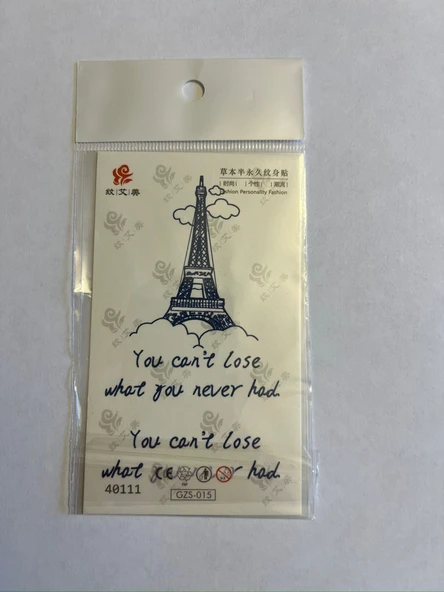 纹|艾|美
草本半永久纹身贴
[时尚] [个性] [潮流]
Fashion Personality Fashion
You can't lose
what you never had.
You can't lose
what y r had.
40111
GZS-015